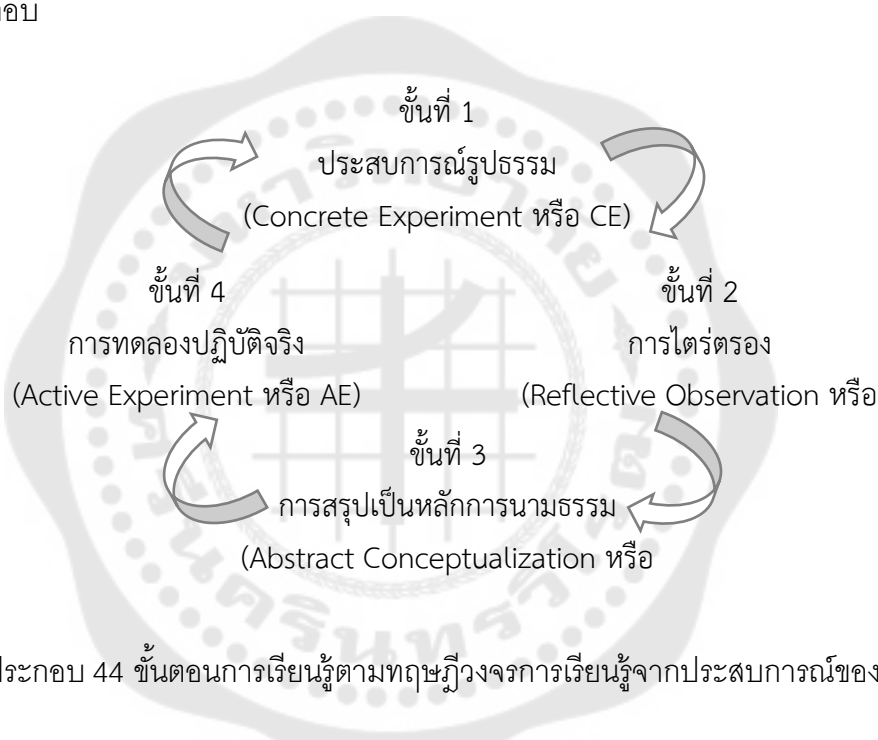 ขั้นที่ 1
ประสบการณ์รูปธรรม
(Concrete Experiment หรือ CE)
ขั้นที่ 4
การทดลองปฏิบัติจริง
(Active Experiment หรือ AE)
ขั้นที่ 2
การไตร่ตรอง
(Reflective Observation หรือ
ขั้นที่ 3
การสรุปเป็นหลักการนามธรรม
(Abstract Conceptualization หรือ
ประกอบ 44 ขั้นตอนการเรียนรู้ตามทฤษฎีวงจรการเรียนรู้จากประสบการณ์ของ